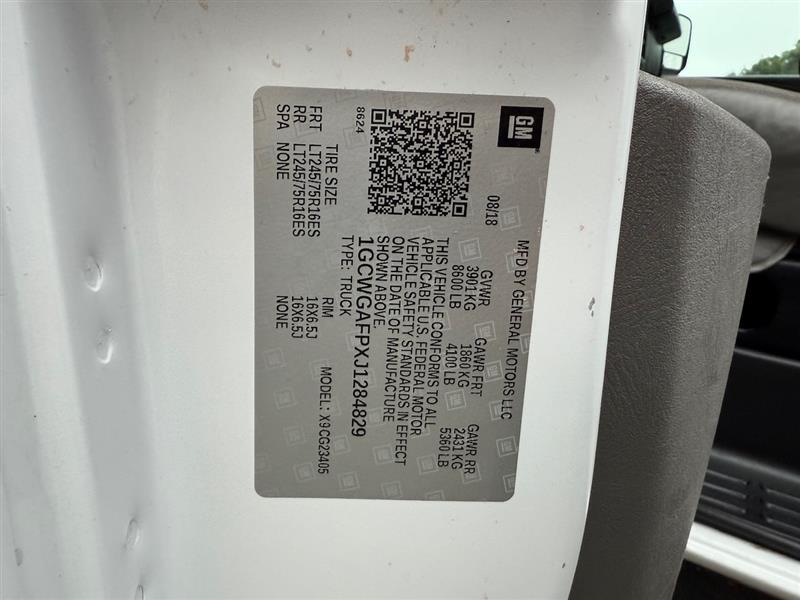 GM
MFD BY GENERAL MOTORS LLC
08/18
GVWR GAWR FRT GAWR RR
3901 KG 1860 KG 2431 KG
8600 LB 4100 LB 5360 LB
THIS VEHICLE CONFORMS TO ALL
APPLICABLE U.S. FEDERAL MOTOR
VEHICLE SAFETY STANDARDS IN EFFECT
ON THE DATE OF MANUFACTURE
SHOWN ABOVE.
1GCWGAFPXJ1284829
TYPE: TRUCK
8624
MODEL: X9CG23405
TIRE SIZE RIM
FRT LT245/75R16ES 16X6.5J
RR LT245/75R16ES 16X6.5J
SPA NONE NONE